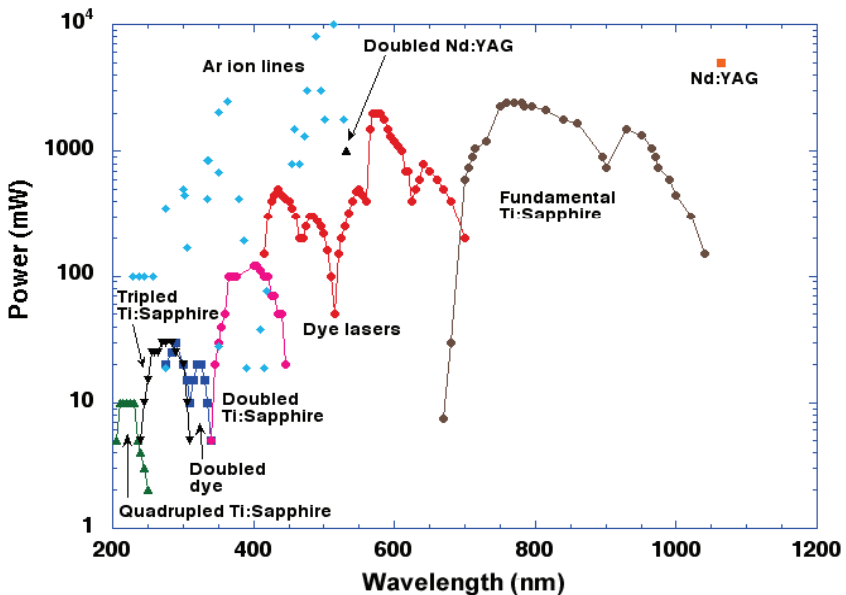 10⁴
Doubled Nd:YAG
Ar ion lines
Nd:YAG
1000
Fundamental
Ti:Sapphire
Power (mW)
100
Tripled
Ti:Sapphire
Dye lasers
Doubled
Ti:Sapphire
10
Doubled
dye
Quadrupled Ti:Sapphire
1
200
400
600
800
1000
1200
Wavelength (nm)